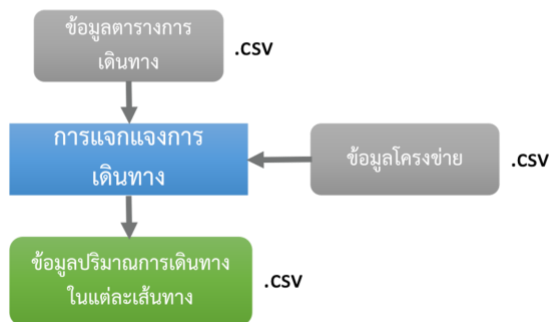 ข้อมูลตารางการ
เดินทาง
.csv
การแจกแจงการ
เดินทาง
ข้อมูลโครงข่าย
.csv
ข้อมูลปริมาณการเดินทาง
ในแต่ละเส้นทาง
.csv